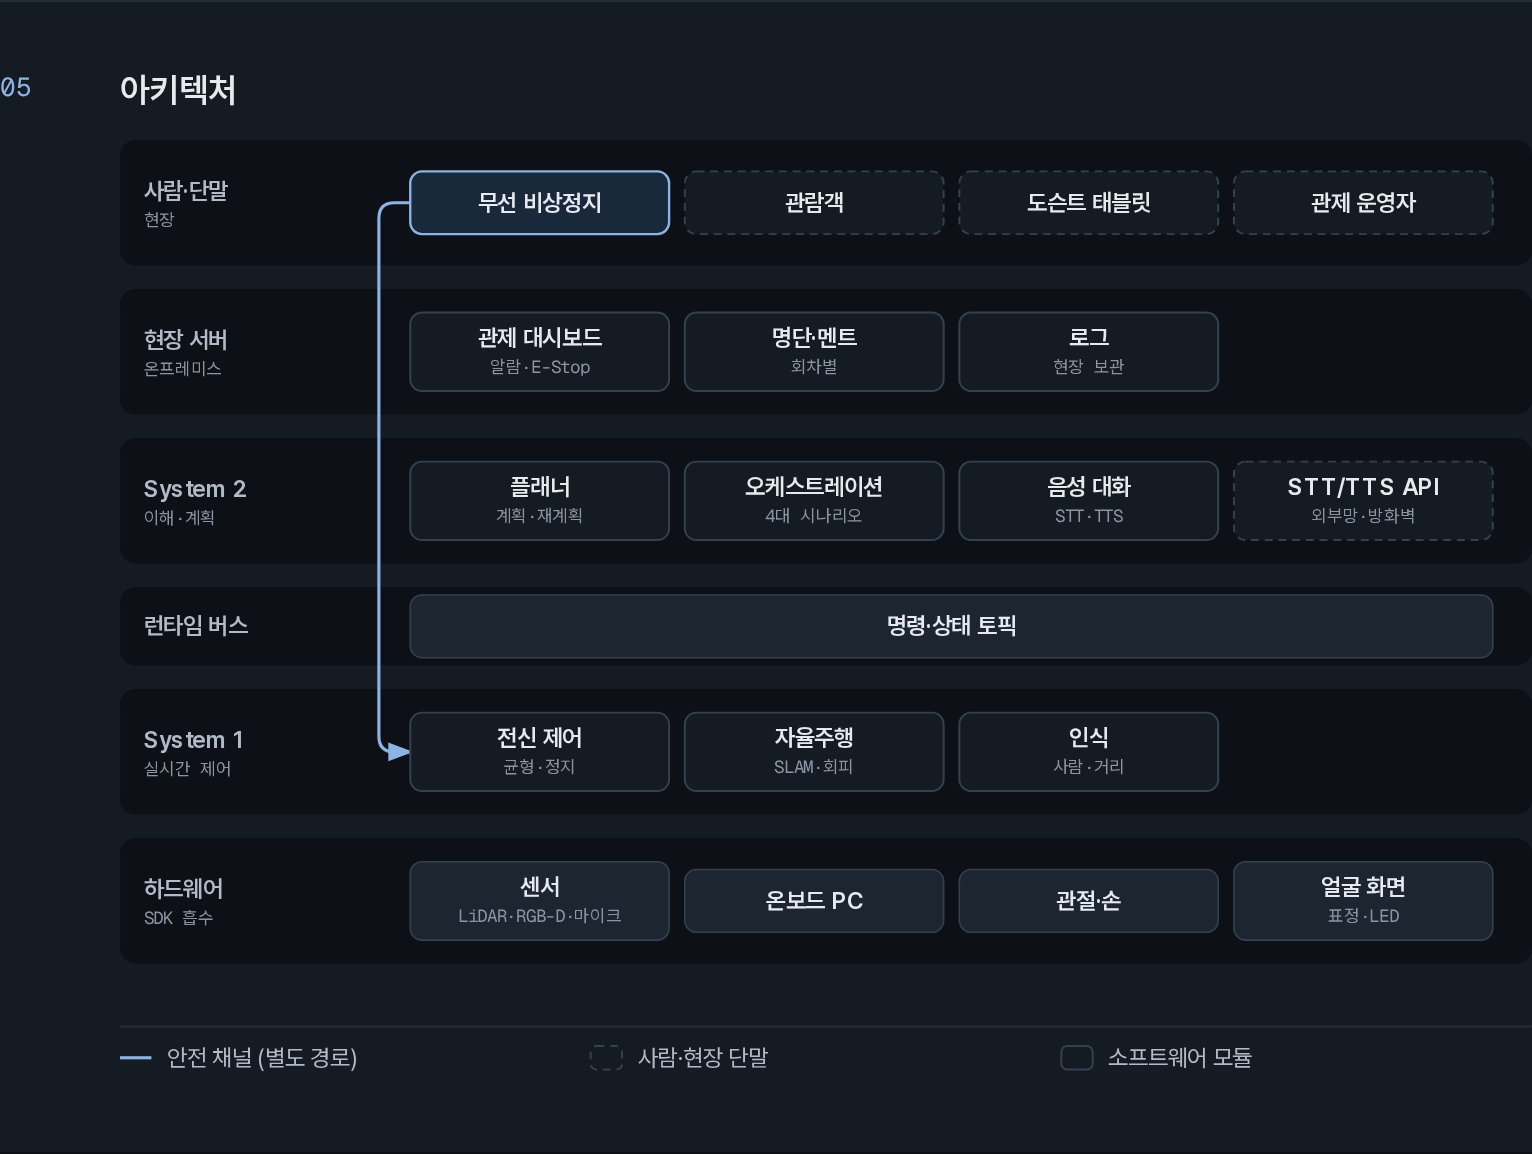 05
아키텍처
사람·단말
현장
무선 비상정지
관람객
도슨트 태블릿
관제 운영자
현장 서버
온프레미스
관제 대시보드
알람·E-Stop
명단·멘트
회차별
로그
현장 보관
System 2
이해·계획
플래너
계획·재계획
오케스트레이션
4대 시나리오
음성 대화
STT·TTS
STT/TTS API
외부망·방화벽
런타임 버스
명령·상태 토픽
System 1
실시간 제어
전신 제어
균형·정지
자율주행
SLAM·회피
인식
사람·거리
하드웨어
SDK 흡수
센서
LiDAR·RGB-D·마이크
온보드 PC
관절·손
얼굴 화면
표정·LED
안전 채널 (별도 경로)
사람·현장 단말
소프트웨어 모듈